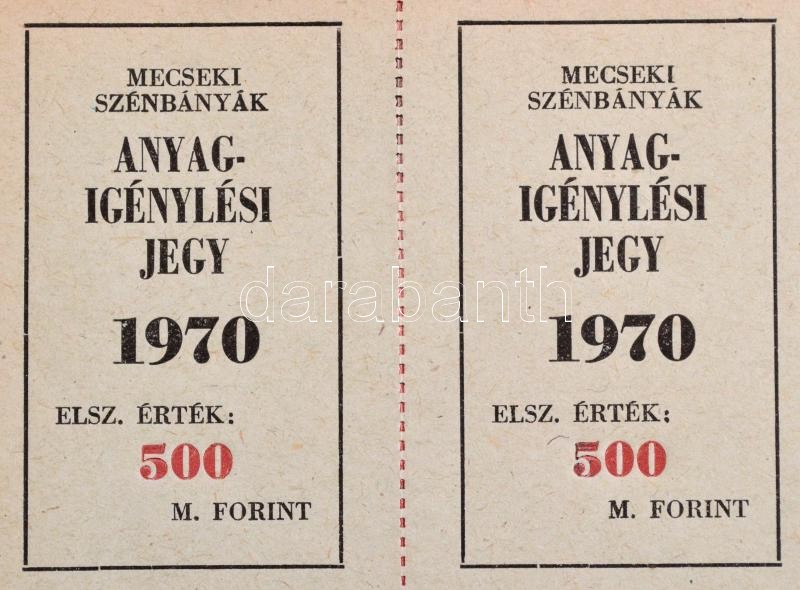 MECSEKI
SZÉNBÁNYÁK
ANYAG-
IGÉNYLÉSI
JEGY
1970
ELSZ. ÉRTÉK:
500
M. FORINT
MECSEKI
SZÉNBÁNYÁK
ANYAG-
IGÉNYLÉSI
JEGY
1970
ELSZ. ÉRTÉK:
500
M. FORINT
darabanth